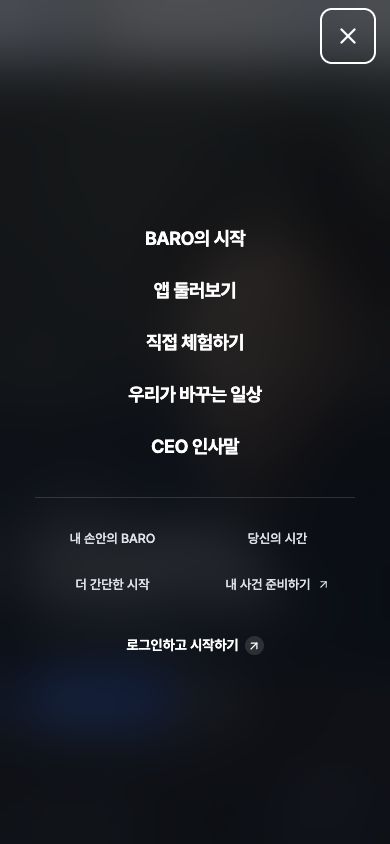 BARO의 시작
앱 둘러보기
직접 체험하기
우리가 바꾸는 일상
CEO 인사말
내 손안의 BARO
당신의 시간
더 간단한 시작
내 사건 준비하기
로그인하고 시작하기